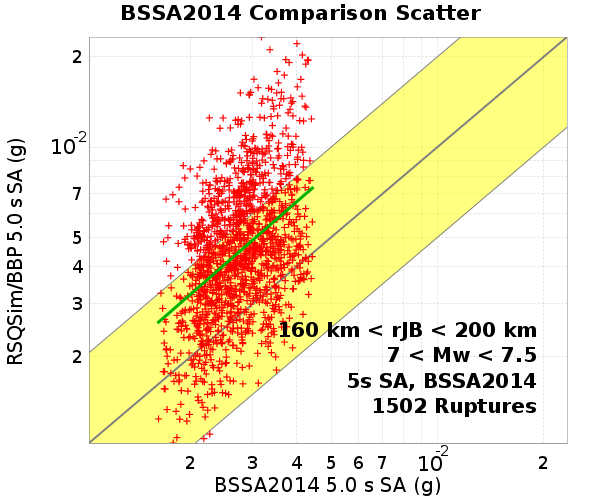 BSSA2014 Comparison Scatter
RSQSim/BBP 5.0 s SA (g)
2
10-2
7
5
4
3
2
160 km < rJB < 200 km
7 < Mw < 7.5
5s SA, BSSA2014
1502 Ruptures
2 3 4 5 6 7 10-2 2
BSSA2014 5.0 s SA (g)